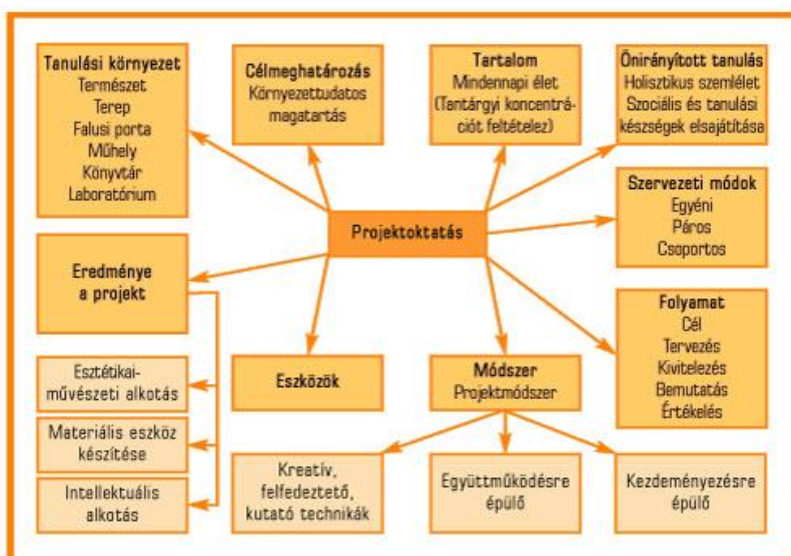 Tanulási környezet
Természet
Terep
Falusi porta
Műhely
Könyvtár
Laboratórium
Célmeghatározás
Környezettudatos
magatartás
Tartalom
Mindennapi élet
(Tantárgyi koncentrá-
ciót feltételez)
Önirányított tanulás
Holisztikus szemlélet
Szociális és tanulási
készségek elsajátítása
Szervezeti módok
Egyéni
Páros
Csoportos
Projektoktatás
Eredménye
a projekt
Folyamat
Cél
Tervezés
Kivitelezés
Bemutatás
Értékelés
Eszközök
Módszer
Projektmódszer
Esztétikai-
művészeti alkotás
Materiális eszköz
készítése
Intellektuális
alkotás
Kreatív,
felfedeztető,
kutató technikák
Együttműködésre
épülő
Kezdeményezésre
épülő